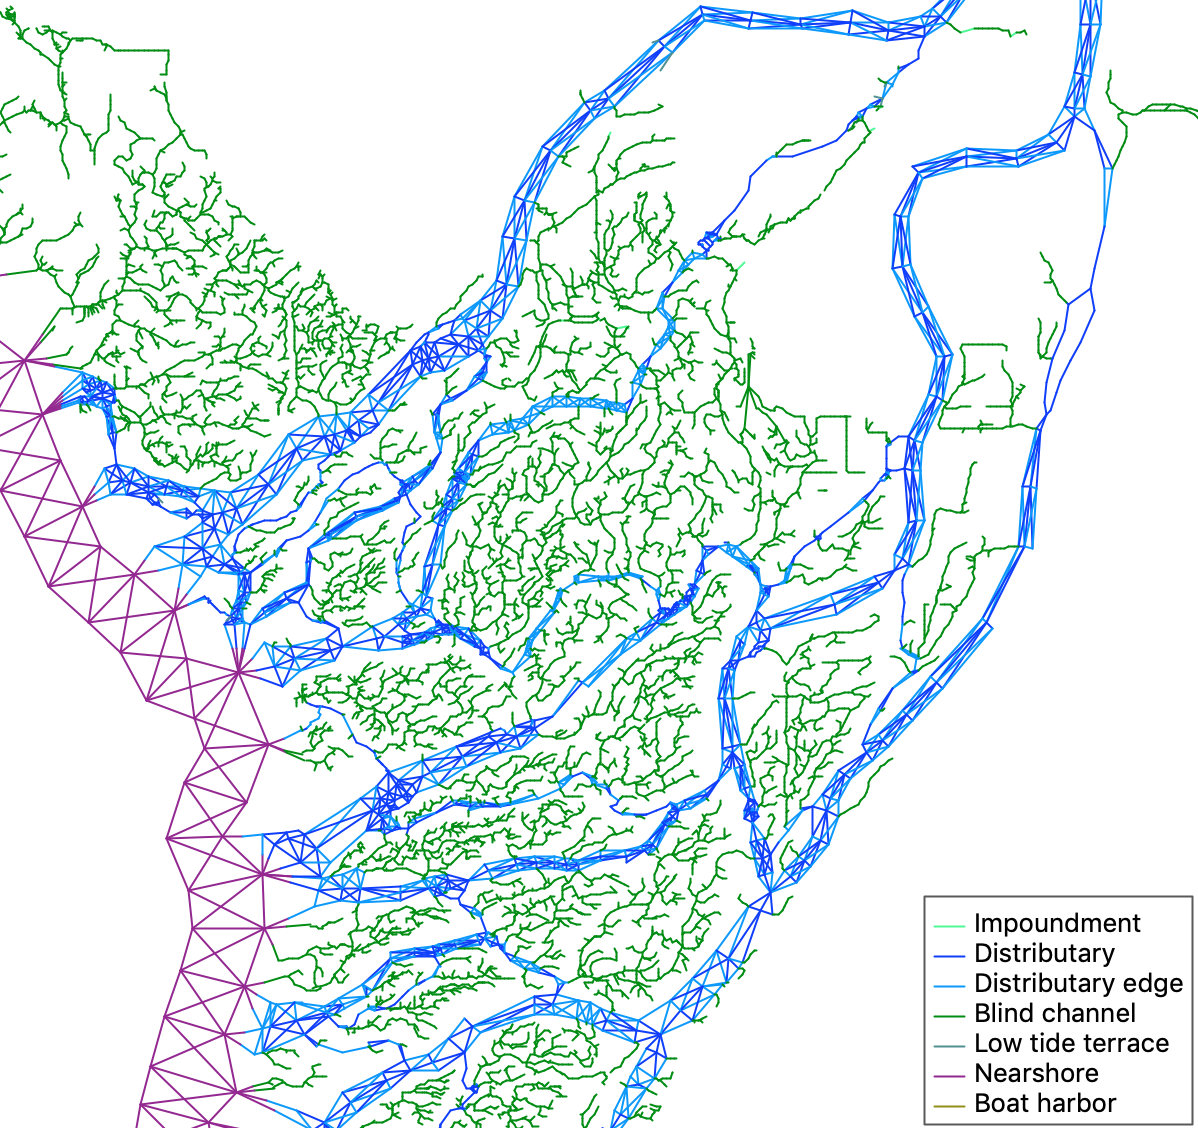 Impoundment
Distributary
Distributary edge
Blind channel
Low tide terrace
Nearshore
Boat harbor